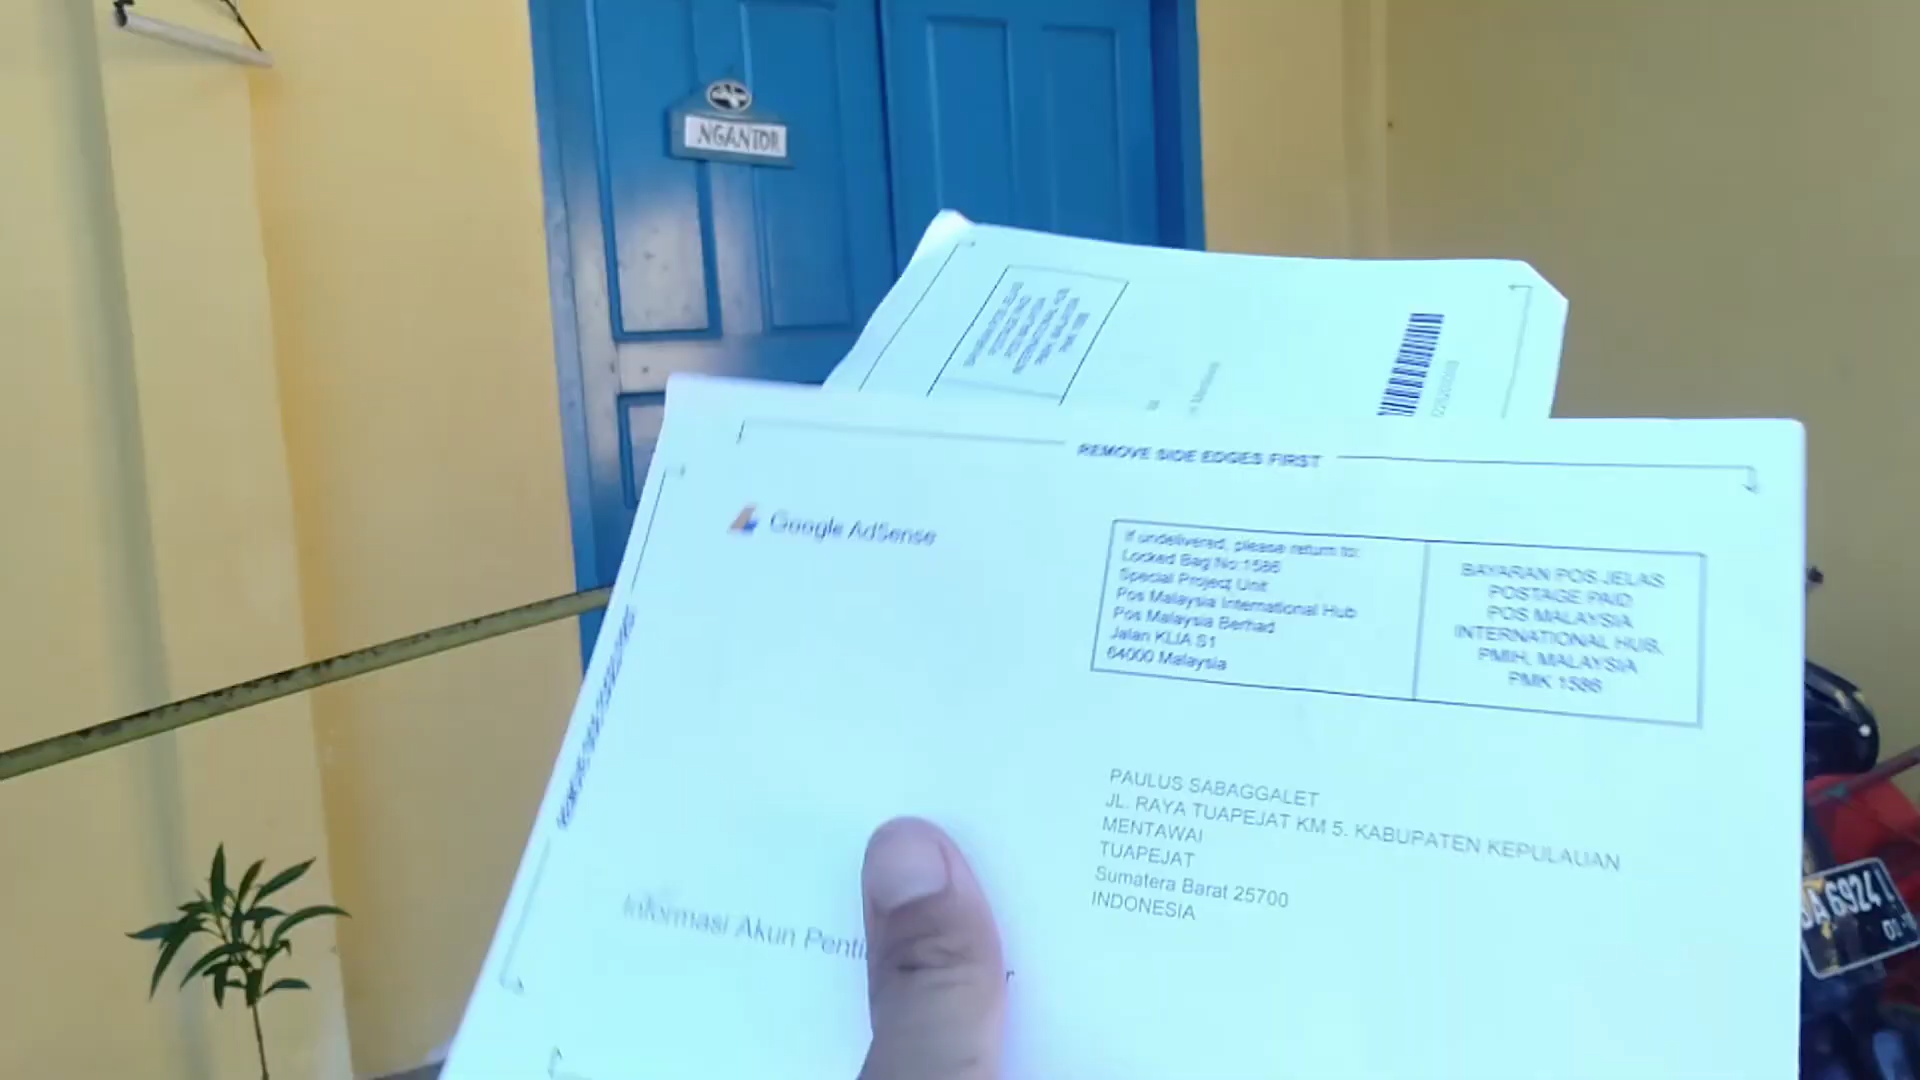 NGANTOR
REMOVE SIDE EDGES FIRST
Google AdSense
If undelivered, please return to:
Locked Bag No:1586
Special Project Unit
Pos Malaysia International Hub
Pos Malaysia Berhad
Jalan KLIA S1
64000 Malaysia
BAYARAN POS JELAS
POSTAGE PAID
POS MALAYSIA
INTERNATIONAL HUB,
PMIH, MALAYSIA
PMK 1586
PAULUS SABAGGALET
JL. RAYA TUAPEJAT KM 5. KABUPATEN KEPULAUAN
MENTAWAI
TUAPEJAT
Sumatera Barat 25700
INDONESIA
Informasi Akun
6924